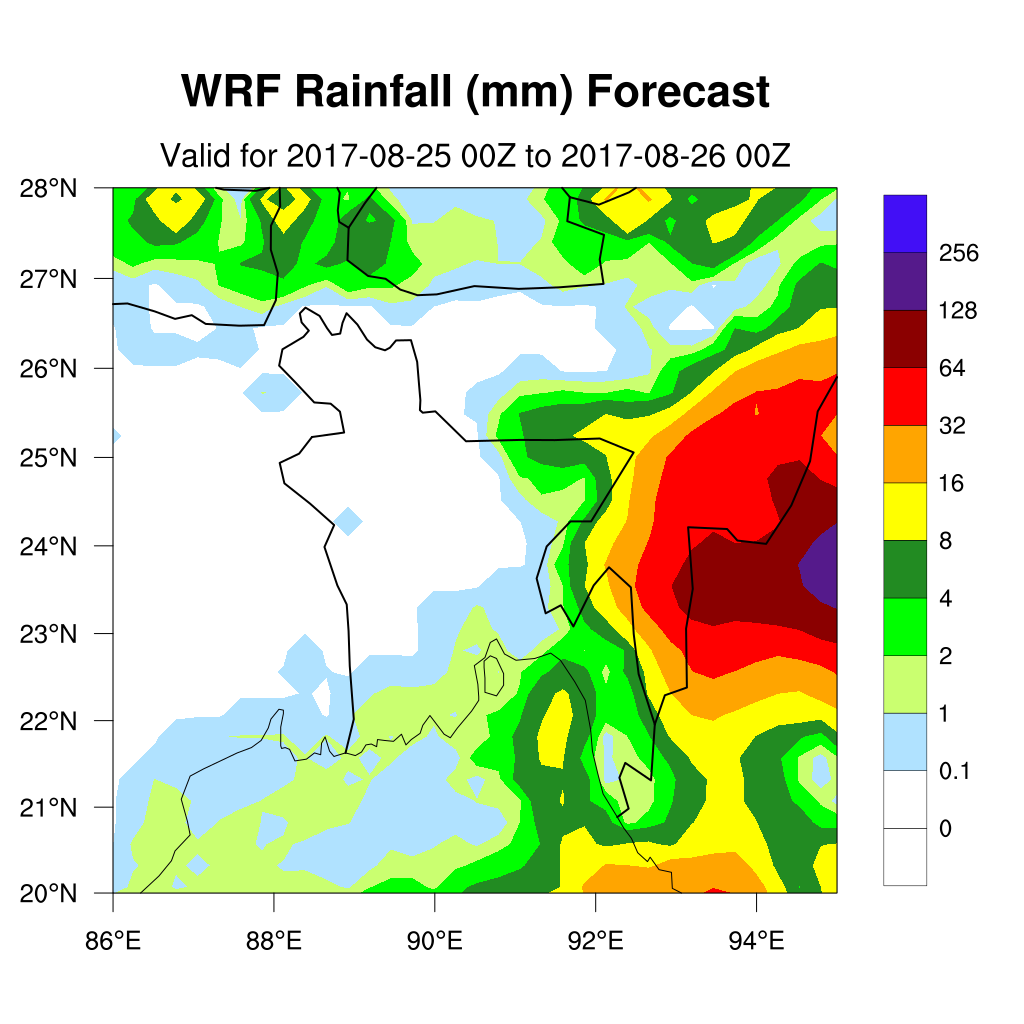 WRF Rainfall (mm) Forecast
Valid for 2017-08-25 00Z to 2017-08-26 00Z
28°N
27°N
26°N
25°N
24°N
23°N
22°N
21°N
20°N
86°E 88°E 90°E 92°E 94°E
256
128
64
32
16
8
4
2
1
0.1
0